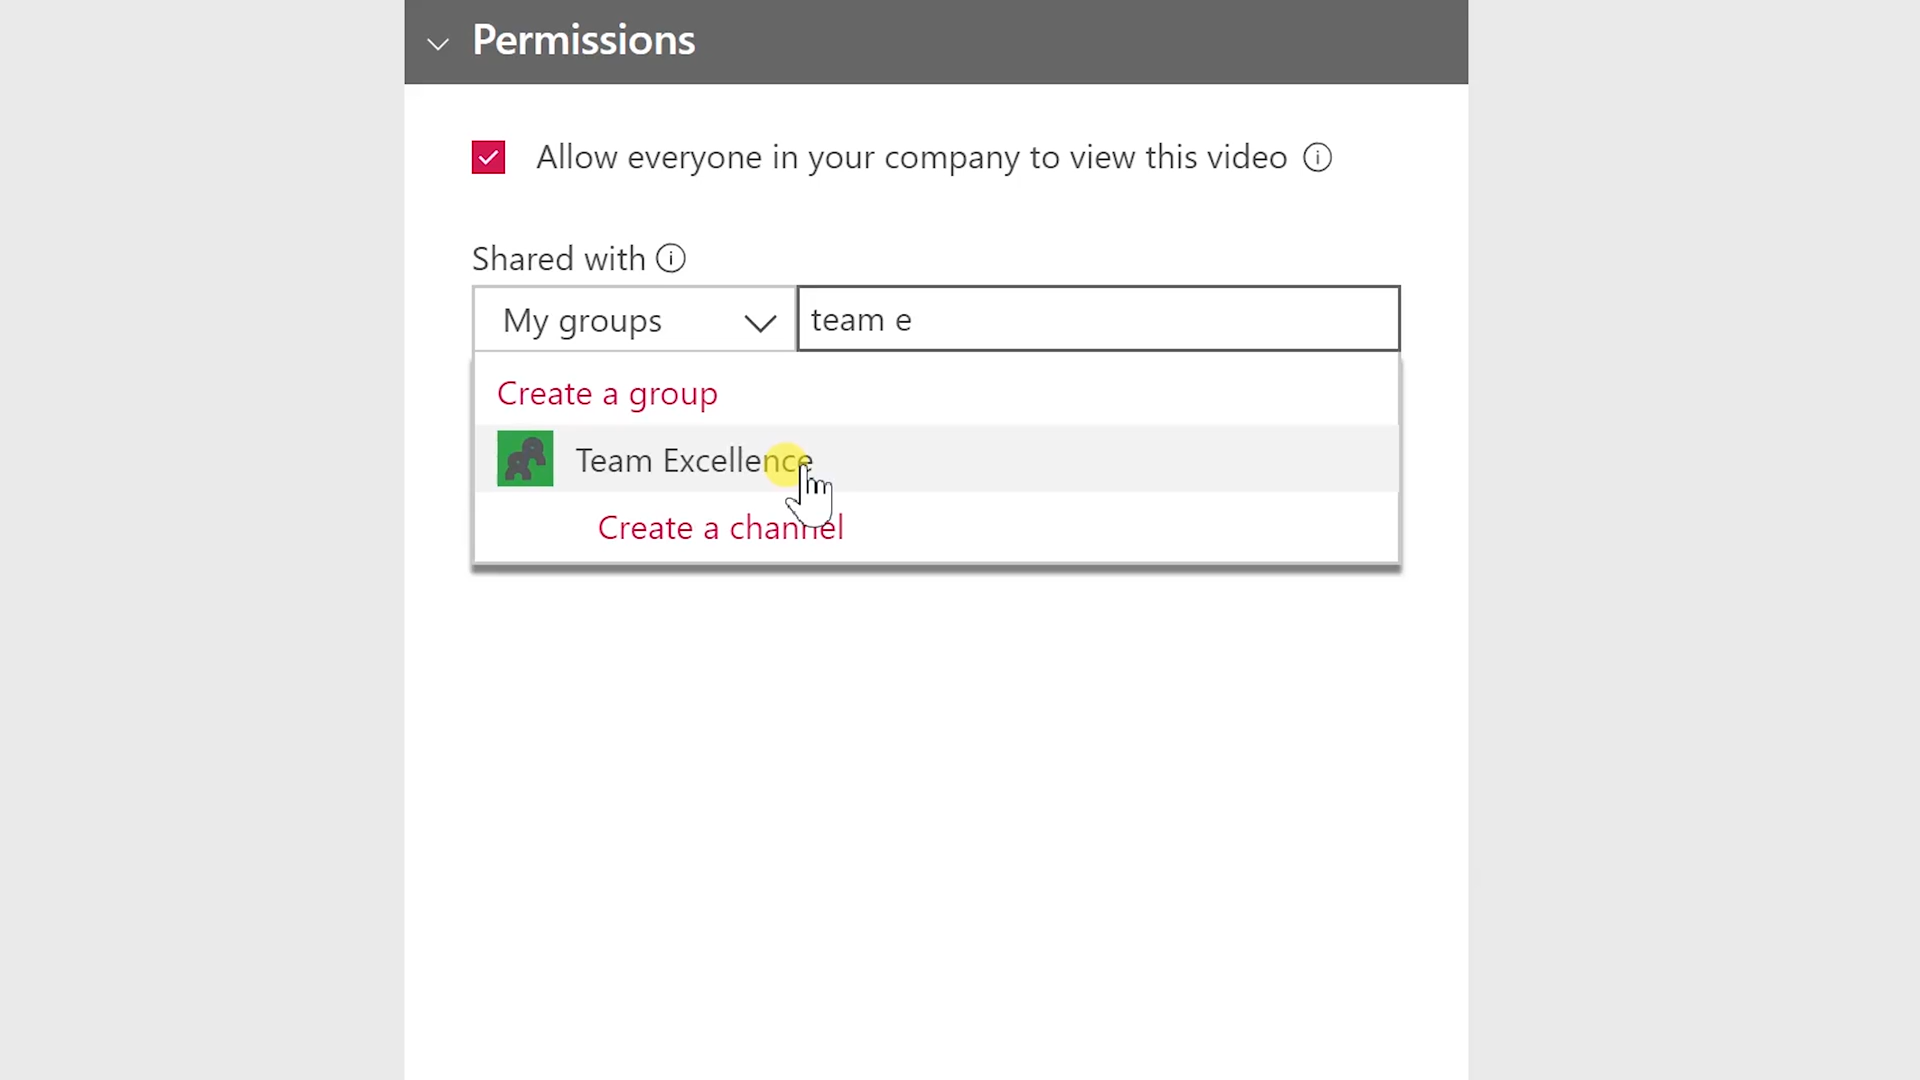 Permissions
Allow everyone in your company to view this video
Shared with
My groups
team e
Create a group
Team Excellence
Create a channel